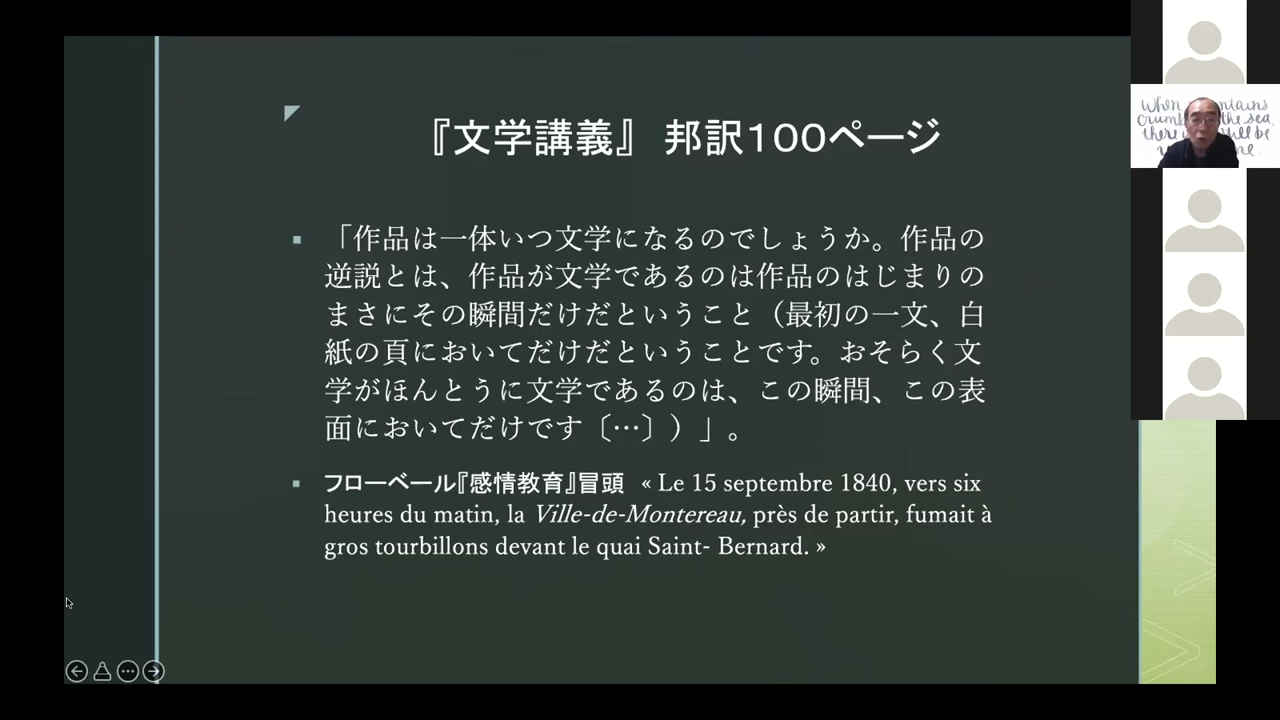 『文学講義』 邦訳100ページ
「作品は一体いつ文学になるのでしょうか。作品の
逆説とは、作品が文学であるのは作品のはじまりの
まさにその瞬間だけだということ（最初の一文、白
紙の頁においてだけだということです。おそらく文
学がほんとうに文学であるのは、この瞬間、この表
面においてだけです〔…〕）」。
フローベール『感情教育』冒頭 « Le 15 septembre 1840, vers six
heures du matin, la Ville-de-Montereau, près de partir, fumait à
gros tourbillons devant le quai Saint- Bernard. »
When
ntains
the sea
be